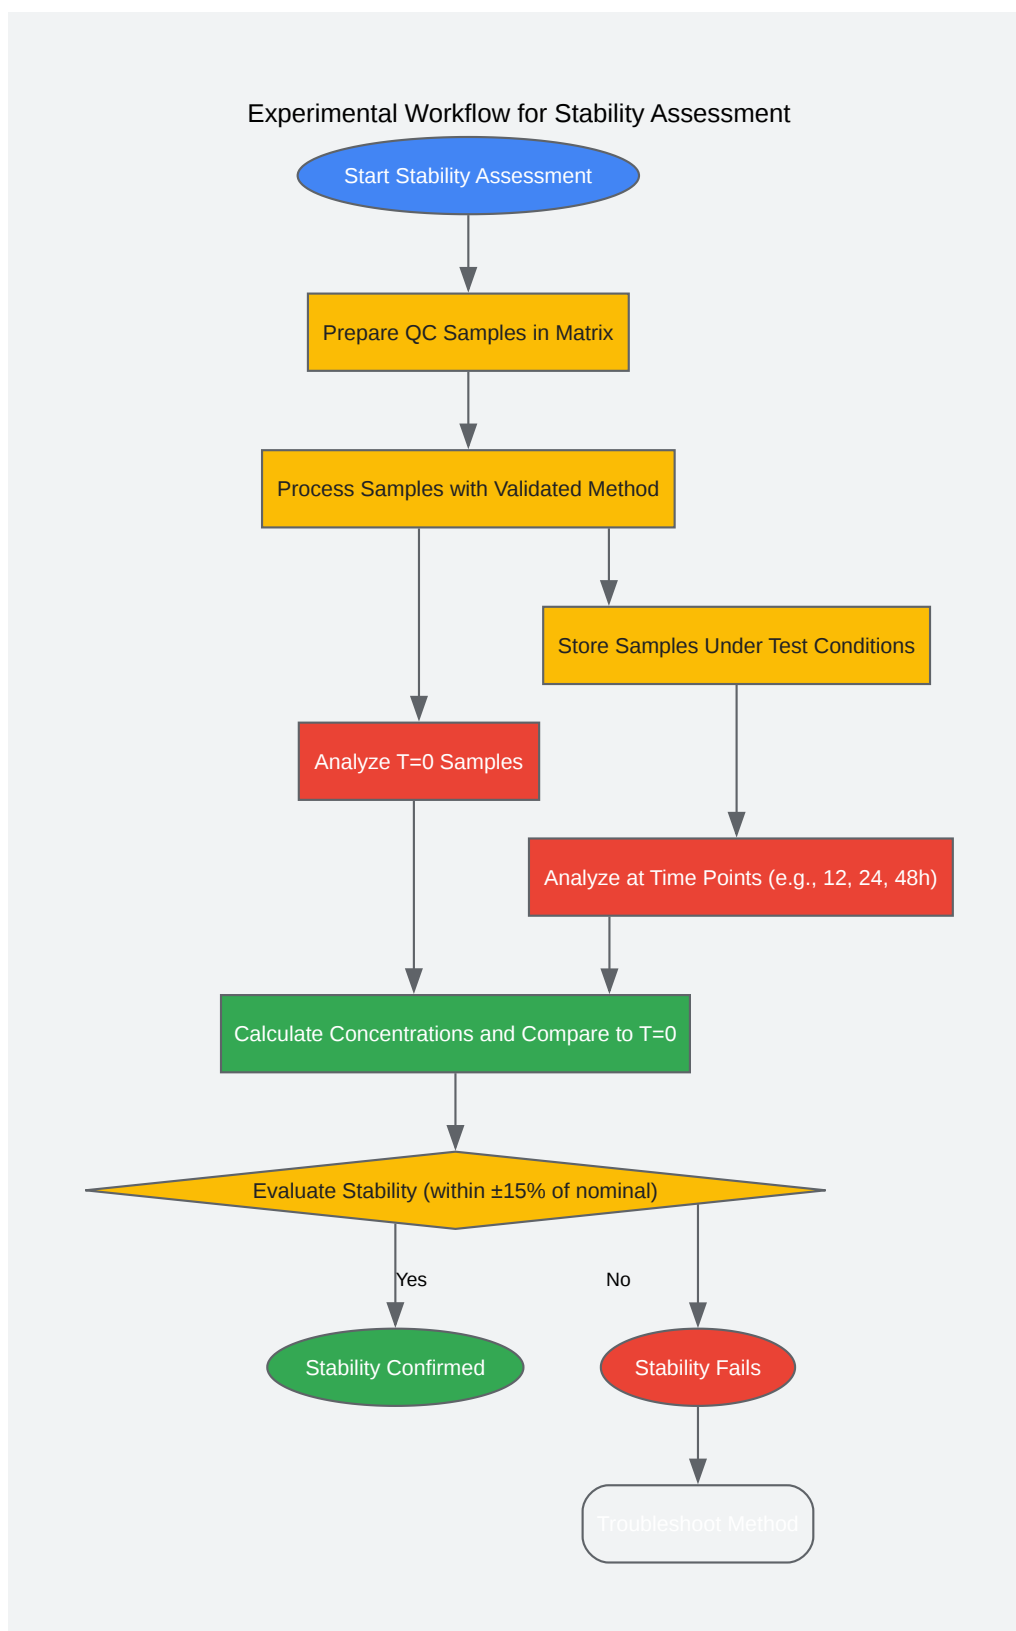 Experimental Workflow for Stability Assessment
Start Stability Assessment
Prepare QC Samples in Matrix
Process Samples with Validated Method
Store Samples Under Test Conditions
Analyze T=0 Samples
Analyze at Time Points (e.g., 12, 24, 48h)
Calculate Concentrations and Compare to T=0
Evaluate Stability (within ±15% of nominal)
Yes
No
Stability Confirmed
Stability Fails
Troubleshoot Method